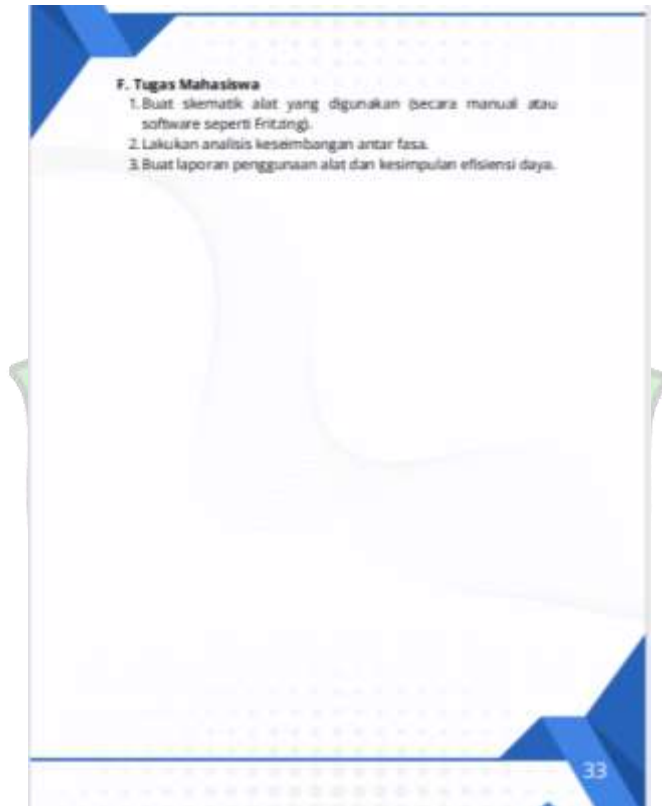 F. Tugas Mahasiswa
1. Buat skematik alat yang digunakan (secara manual atau
software seperti Fritzing).
2. Lakukan analisis keseimbangan antar fasa.
3. Buat laporan penggunaan alat dan kesimpulan efisiensi daya.
33